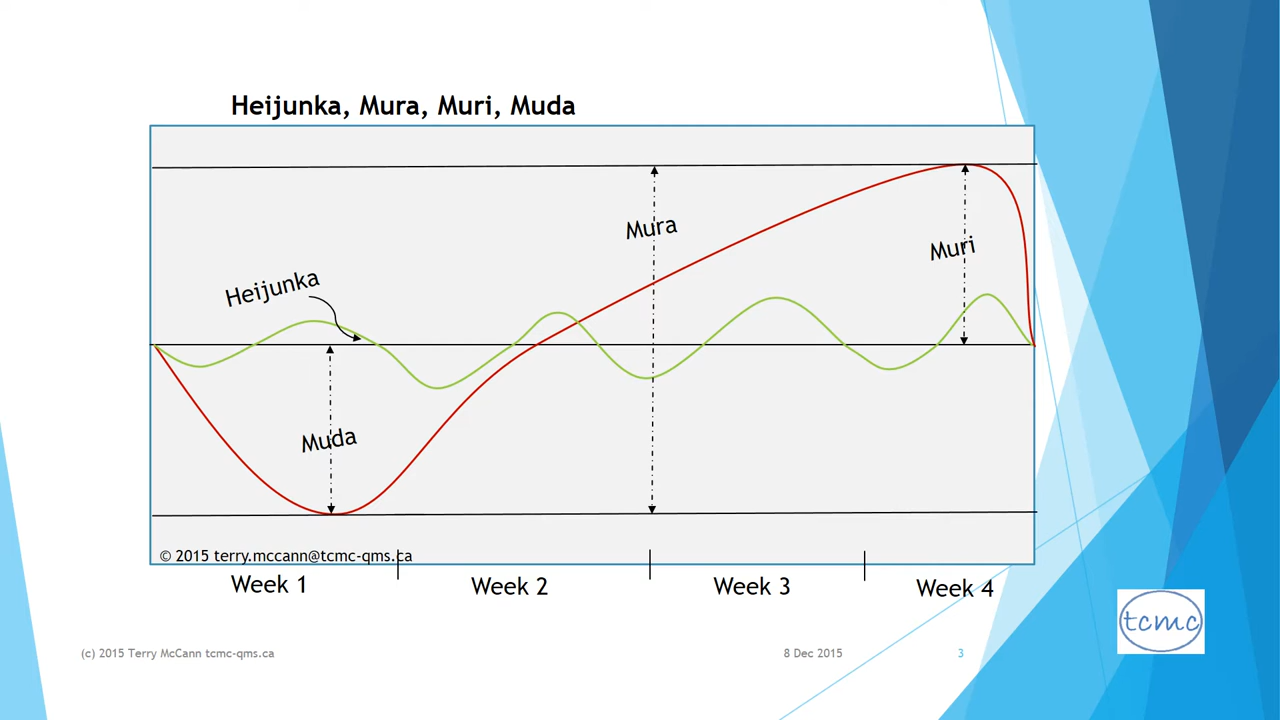 Heijunka, Mura, Muri, Muda
Mura
Muri
Heijunka
Muda
© 2015 terry.mccann@tcmc-qms.ca
Week 1
Week 2
Week 3
Week 4
tcmc
(c) 2015 Terry McCann tcmc-qms.ca
8 Dec 2015
3